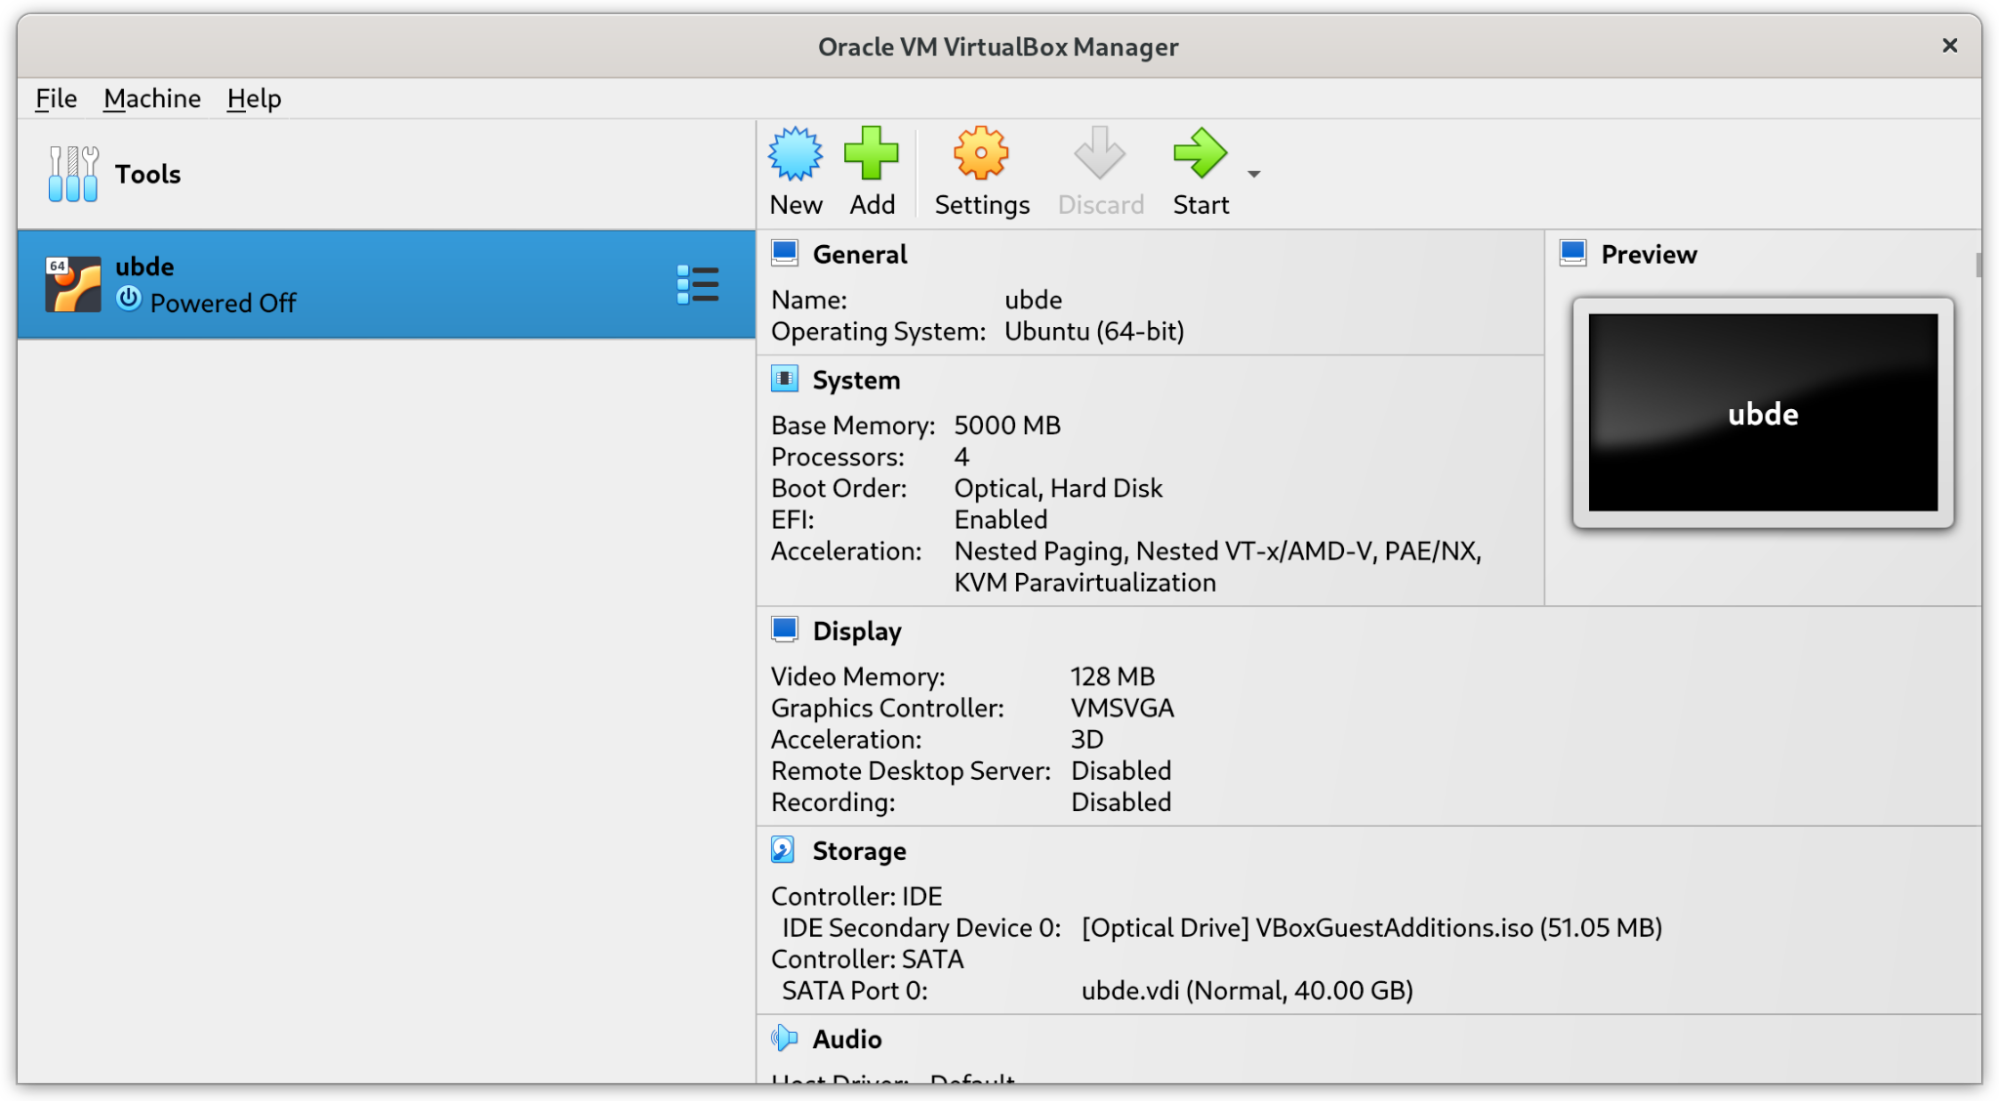 Oracle VM VirtualBox Manager
File Machine Help
Tools
New Add Settings Discard Start
64
ubde
Powered Off
General
Name: ubde
Operating System: Ubuntu (64-bit)
Preview
ubde
System
Base Memory: 5000 MB
Processors: 4
Boot Order: Optical, Hard Disk
EFI: Enabled
Acceleration: Nested Paging, Nested VT-x/AMD-V, PAE/NX,
KVM Paravirtualization
Display
Video Memory: 128 MB
Graphics Controller: VMSVGA
Acceleration: 3D
Remote Desktop Server: Disabled
Recording: Disabled
Storage
Controller: IDE
IDE Secondary Device 0: [Optical Drive] VBoxGuestAdditions.iso (51.05 MB)
Controller: SATA
SATA Port 0: ubde.vdi (Normal, 40.00 GB)
Audio
Host Driver: Default